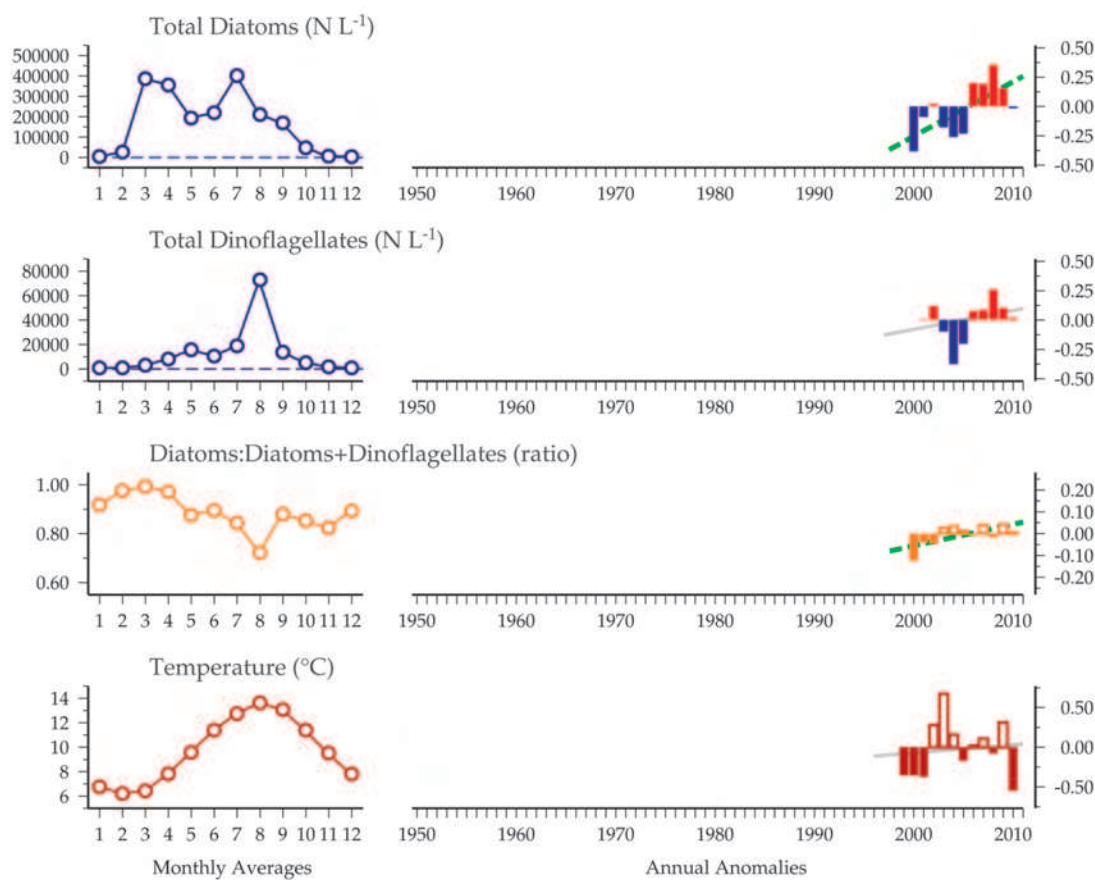 Total Diatoms (N L-1)
500000
400000
300000
200000
100000
0
1 2 3 4 5 6 7 8 9 10 11 12
1950 1960 1970 1980 1990 2000 2010
0.50
0.25
0.00
-0.25
-0.50
Total Dinoflagellates (N L-1)
80000
60000
40000
20000
0
1 2 3 4 5 6 7 8 9 10 11 12
1950 1960 1970 1980 1990 2000 2010
0.50
0.25
0.00
-0.25
-0.50
Diatoms:Diatoms+Dinoflagellates (ratio)
1.00
0.80
0.60
1 2 3 4 5 6 7 8 9 10 11 12
1950 1960 1970 1980 1990 2000 2010
0.20
0.10
0.00
-0.10
-0.20
Temperature (°C)
14
12
10
8
6
1 2 3 4 5 6 7 8 9 10 11 12
1950 1960 1970 1980 1990 2000 2010
0.50
0.00
-0.50
Monthly Averages
Annual Anomalies